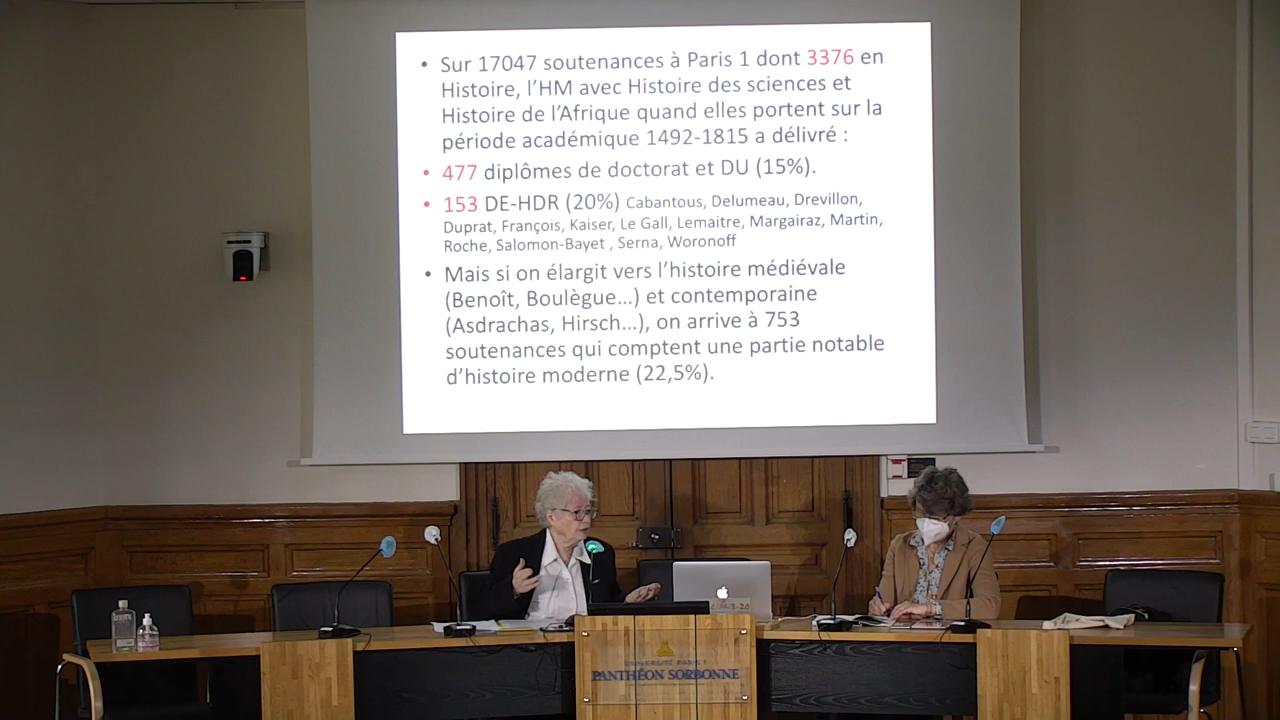 • Sur 17047 soutenances à Paris 1 dont 3376 en
Histoire, l’HM avec Histoire des sciences et
Histoire de l’Afrique quand elles portent sur la
période académique 1492-1815 a délivré :
• 477 diplômes de doctorat et DU (15%).
• 153 DE-HDR (20%) Cabantous, Delumeau, Drevillon,
Duprat, François, Kaiser, Le Gall, Lemaitre, Margairaz, Martin,
Roche, Salomon-Bayet , Serna, Woronoff
• Mais si on élargit vers l’histoire médiévale
(Benoît, Boulègue...) et contemporaine
(Asdrachas, Hirsch...), on arrive à 753
soutenances qui comptent une partie notable
d’histoire moderne (22,5%).
UNIVERSITÉ PARIS 1
PANTHÉON SORBONNE